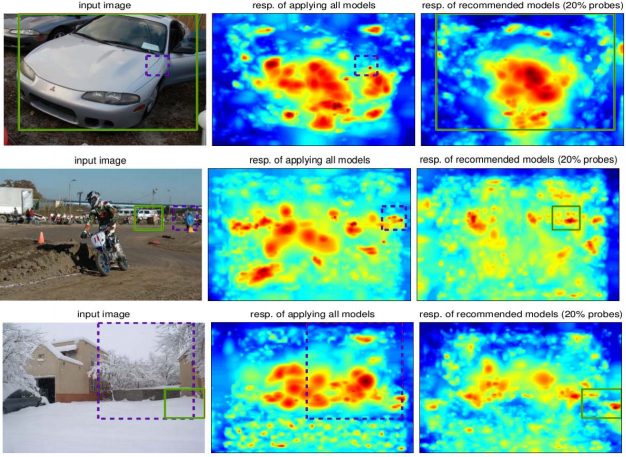 input image
resp. of applying all models
resp. of recommended models (20% probes)
input image
resp. of applying all models
resp. of recommended models (20% probes)
input image
resp. of applying all models
resp. of recommended models (20% probes)